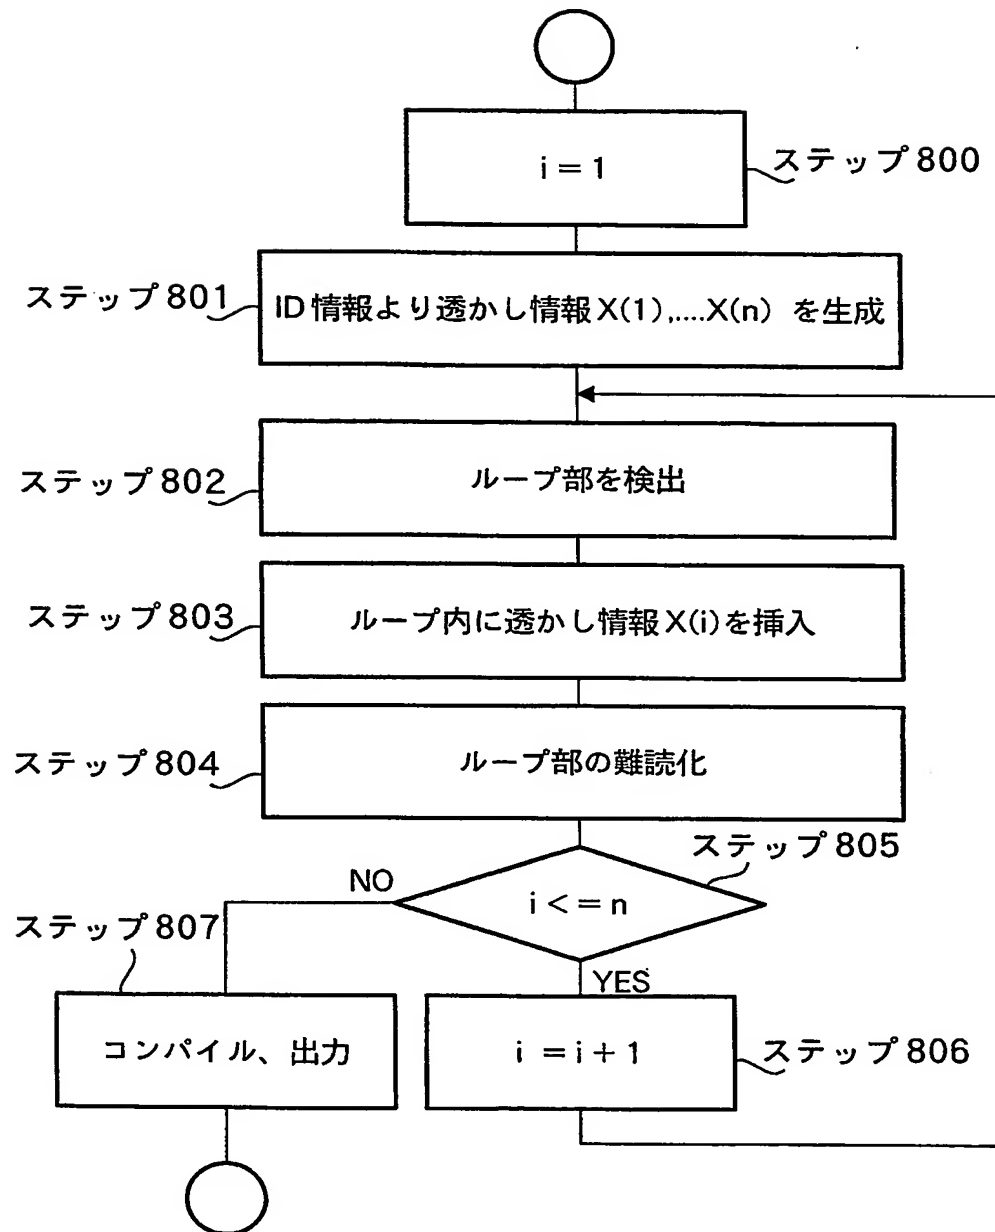 i = 1
ステップ800
ステップ801
ID情報より透かし情報X(1),....X(n) を生成
ステップ802
ループ部を検出
ステップ803
ループ内に透かし情報X(i)を挿入
ステップ804
ループ部の難読化
ステップ805
NO
i <= n
ステップ807
YES
コンパイル、出力
i = i + 1
ステップ806